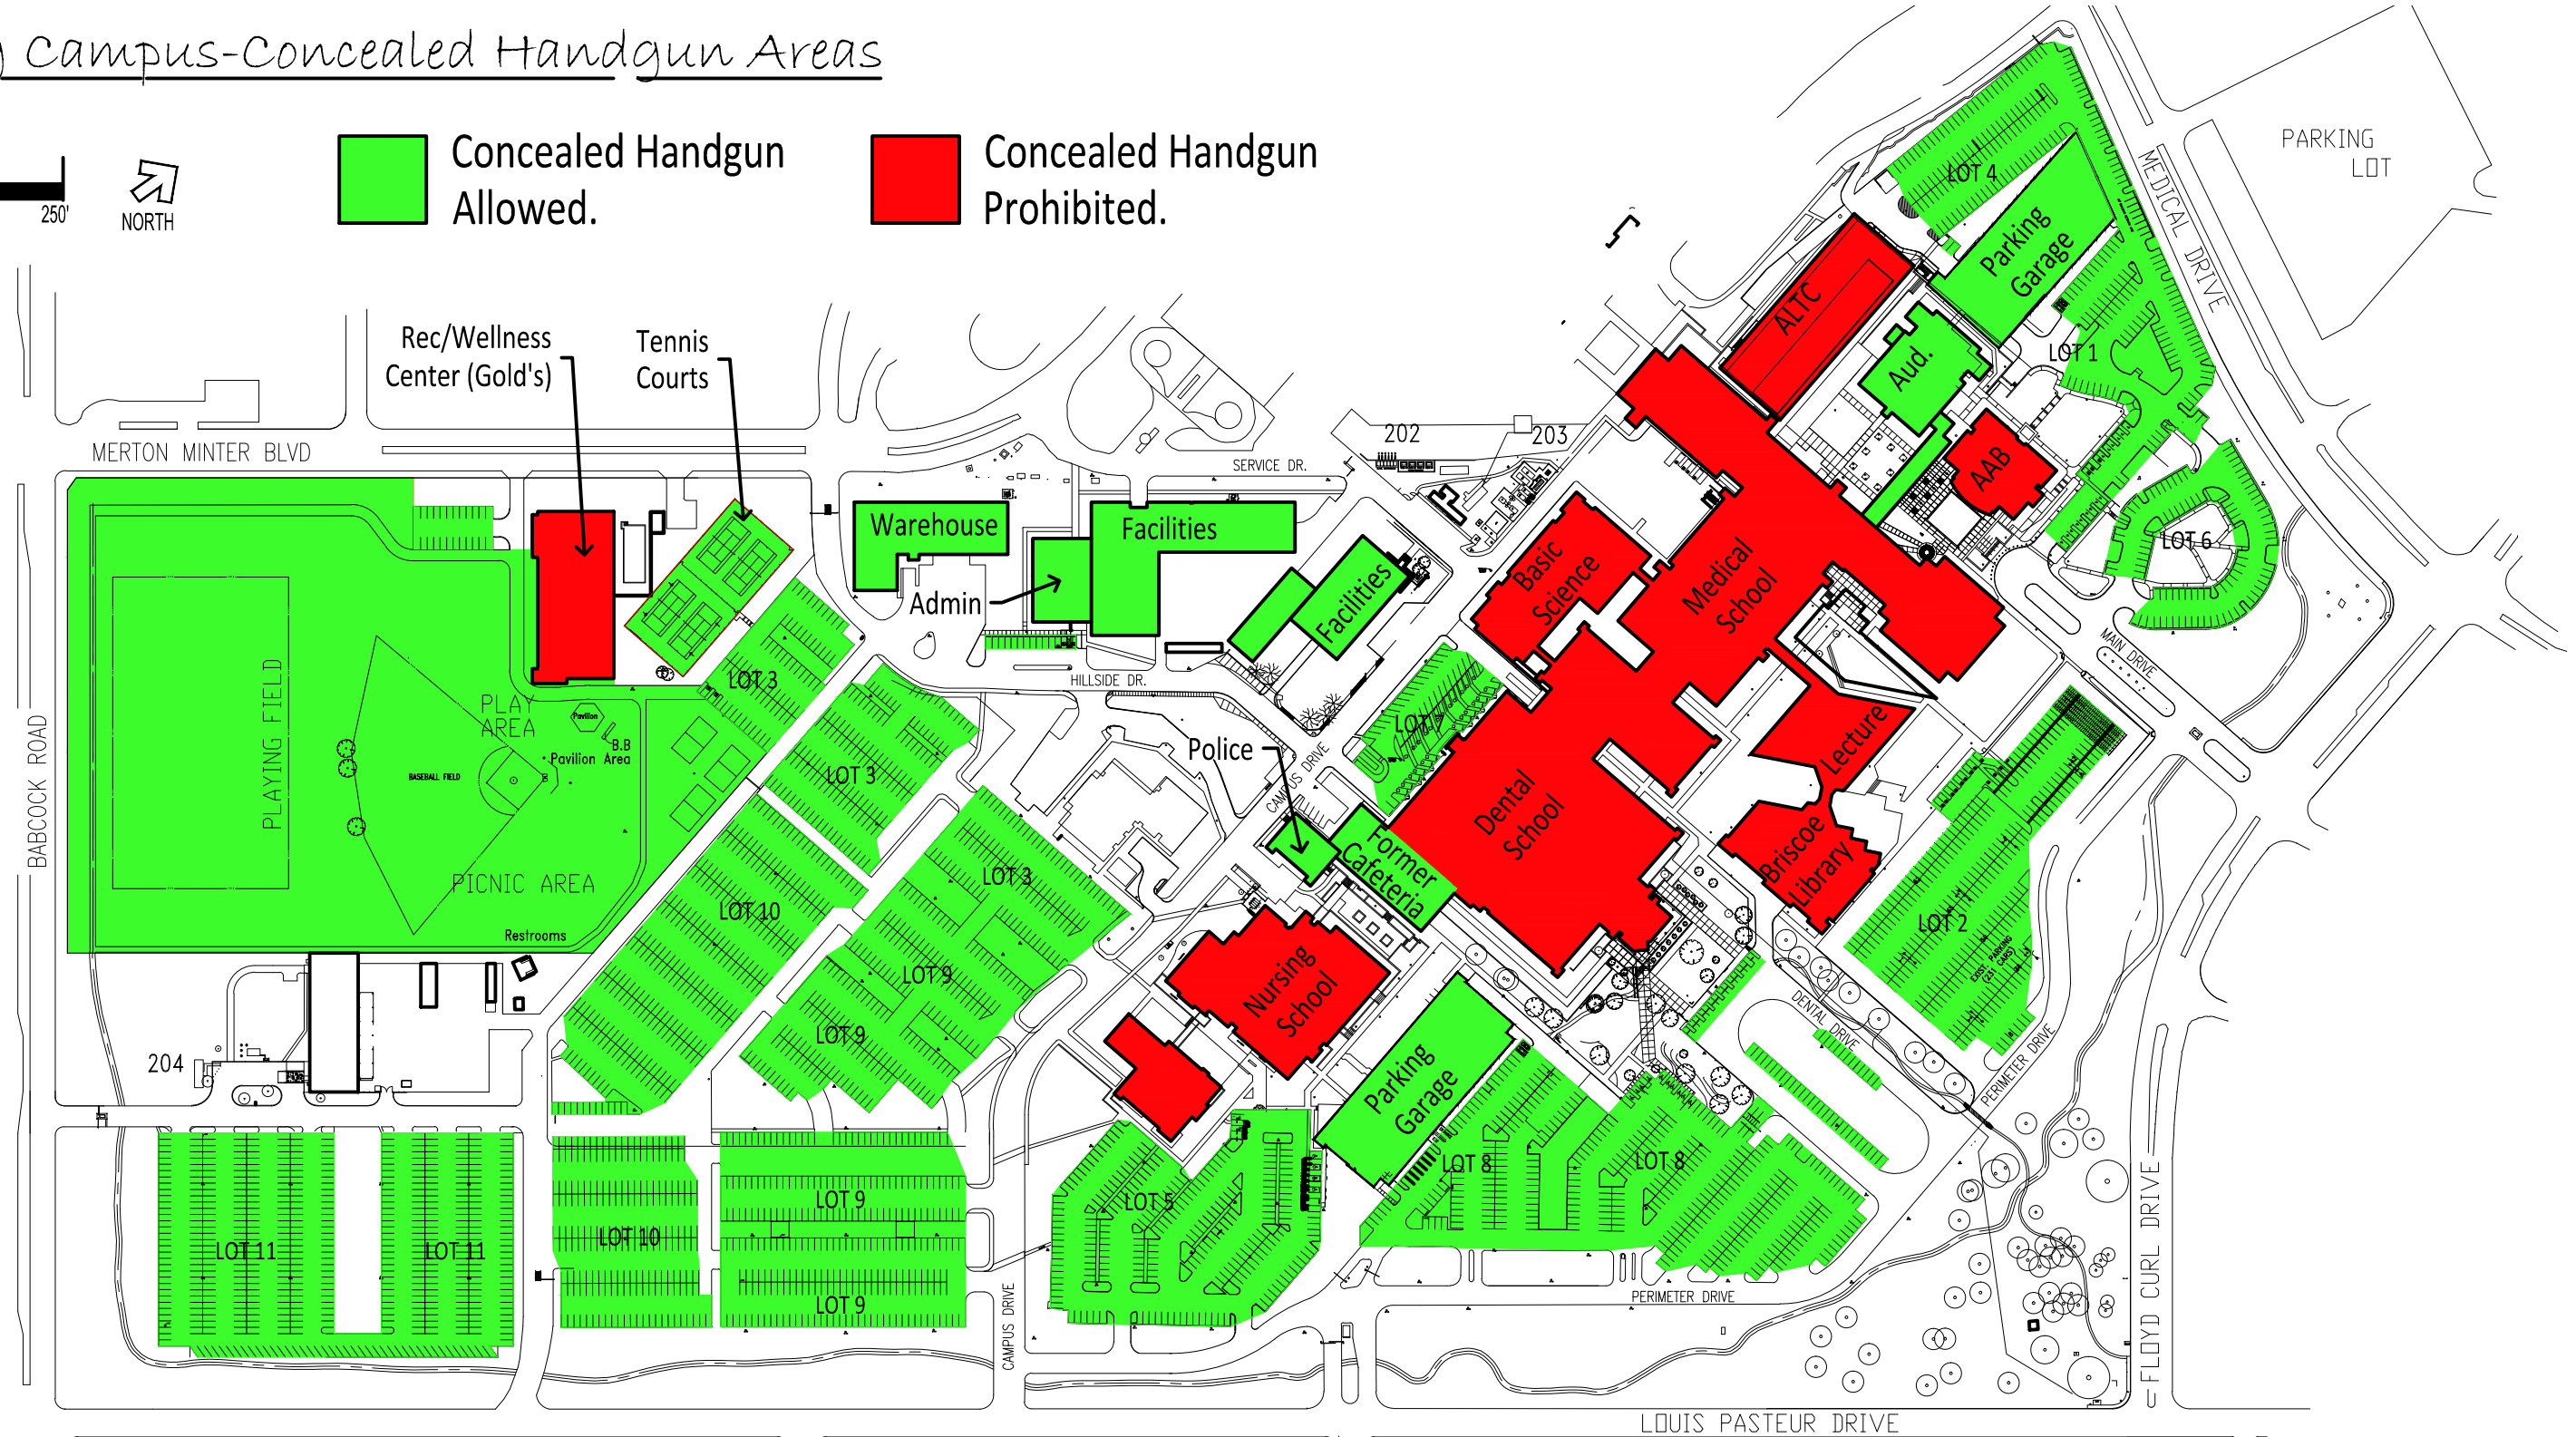 ) Campus-Concealed Handgun Areas
250'
NORTH
Concealed Handgun
Allowed.
Concealed Handgun
Prohibited.
PARKING
LOT
MEDICAL DRIVE
LOT 4
Parking
Garage
ALTC
Aud.
LOT 1
AAB
LOT 6
MAIN DRIVE
Rec/Wellness
Center (Gold's)
Tennis
Courts
MERTON MINTER BLVD
SERVICE DR.
202
203
Warehouse
Facilities
Admin
Facilities
HILLSIDE DR.
Basic
Science
Medical
School
BABCOCK ROAD
PLAYING FIELD
PLAY
AREA
Pavilion
B.B
Pavilion Area
BASEBALL FIELD
PICNIC AREA
Restrooms
LOT 3
LOT 3
LOT 3
LOT
Police
CAMPUS DRIVE
Former
Cafeteria
Dental
School
Lecture
Briscoe
Library
LOT 2
EXIST. PARKING
(231 CARS)
LOT 10
LOT 9
LOT 9
Nursing
School
Parking
Garage
DENTAL DRIVE
PERIMETER DRIVE
204
LOT 11
LOT 11
LOT 10
LOT 9
LOT 9
LOT 5
LOT 8
LOT 8
CAMPUS DRIVE
PERIMETER DRIVE
FLOYD CURL DRIVE
LOUIS PASTEUR DRIVE